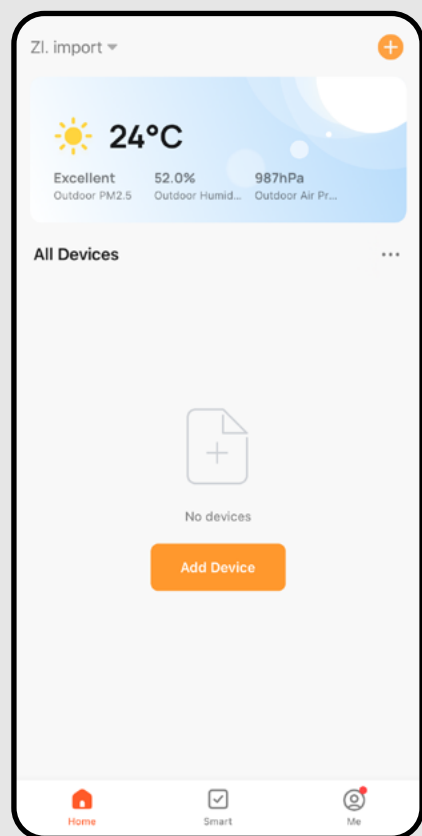 ZI. import
24°C
Excellent 52.0% 987hPa
Outdoor PM2.5 Outdoor Humid... Outdoor Air Pr...
All Devices
No devices
Add Device
Home Smart Me